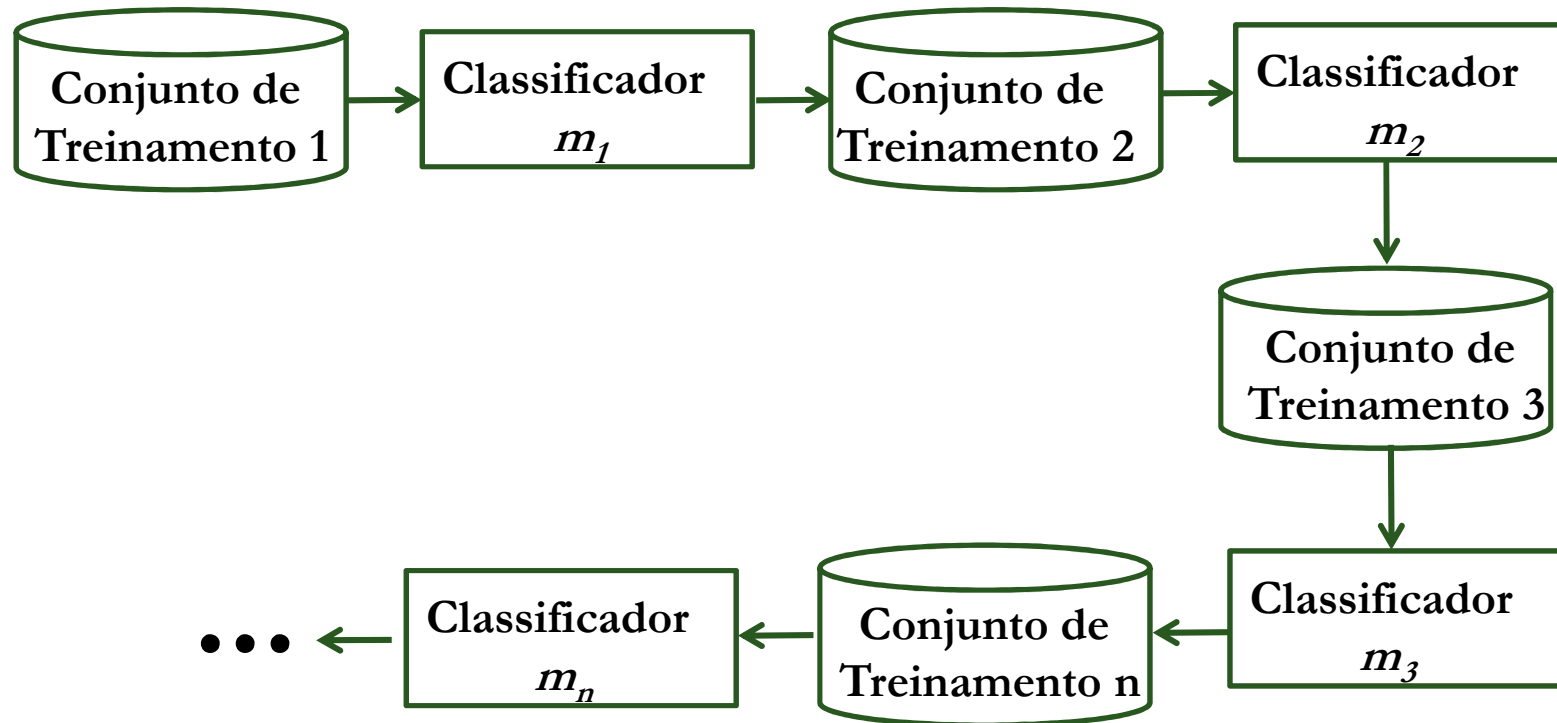 Conjunto de
Treinamento 1
Classificador
m₁
Conjunto de
Treinamento 2
Classificador
m₂
Conjunto de
Treinamento 3
Classificador
m₃
Conjunto de
Treinamento n
Classificador
mₙ
•••